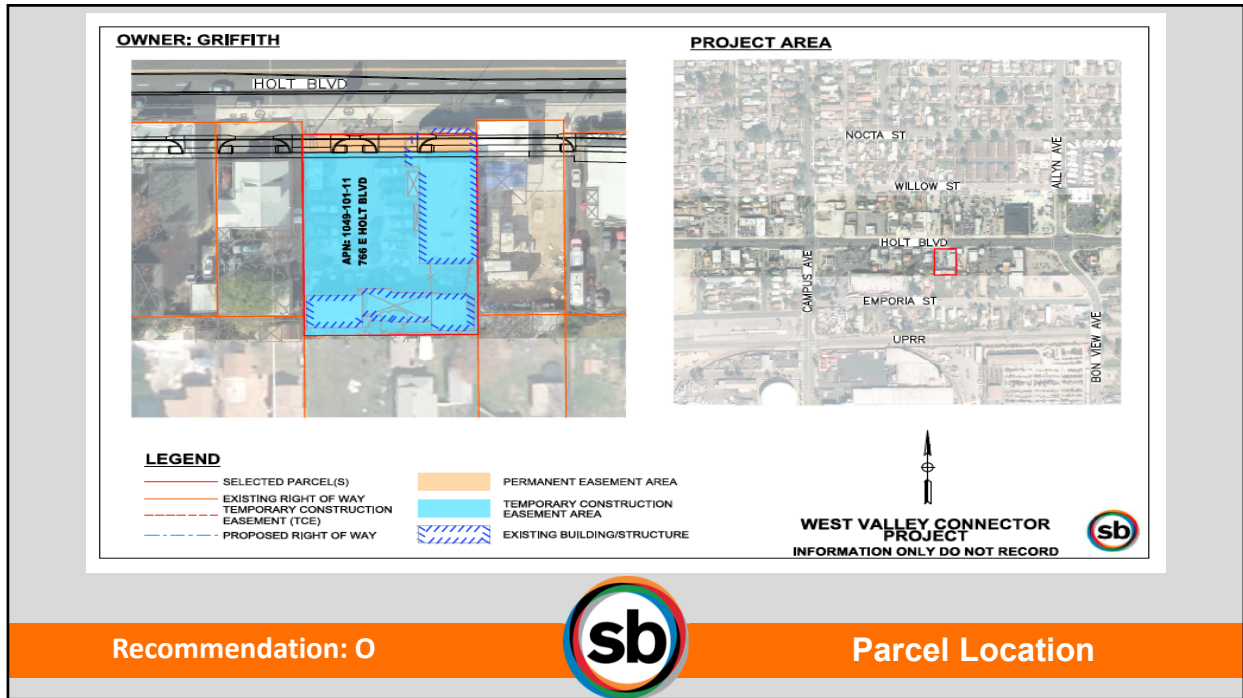 OWNER: GRIFFITH
HOLT BLVD
APN: 1049-101-11
766 E HOLT BLVD
PROJECT AREA
NOCTA ST
ALLYN AVE
WILLOW ST
HOLT BLVD
CAMPUS AVE
EMPORIA ST
UPRR
BON VIEW AVE
LEGEND
SELECTED PARCEL(S)
EXISTING RIGHT OF WAY
TEMPORARY CONSTRUCTION
EASEMENT (TCE)
PROPOSED RIGHT OF WAY
PERMANENT EASEMENT AREA
TEMPORARY CONSTRUCTION
EASEMENT AREA
EXISTING BUILDING/STRUCTURE
WEST VALLEY CONNECTOR
PROJECT
INFORMATION ONLY DO NOT RECORD
sb
Recommendation: O
sb
Parcel Location